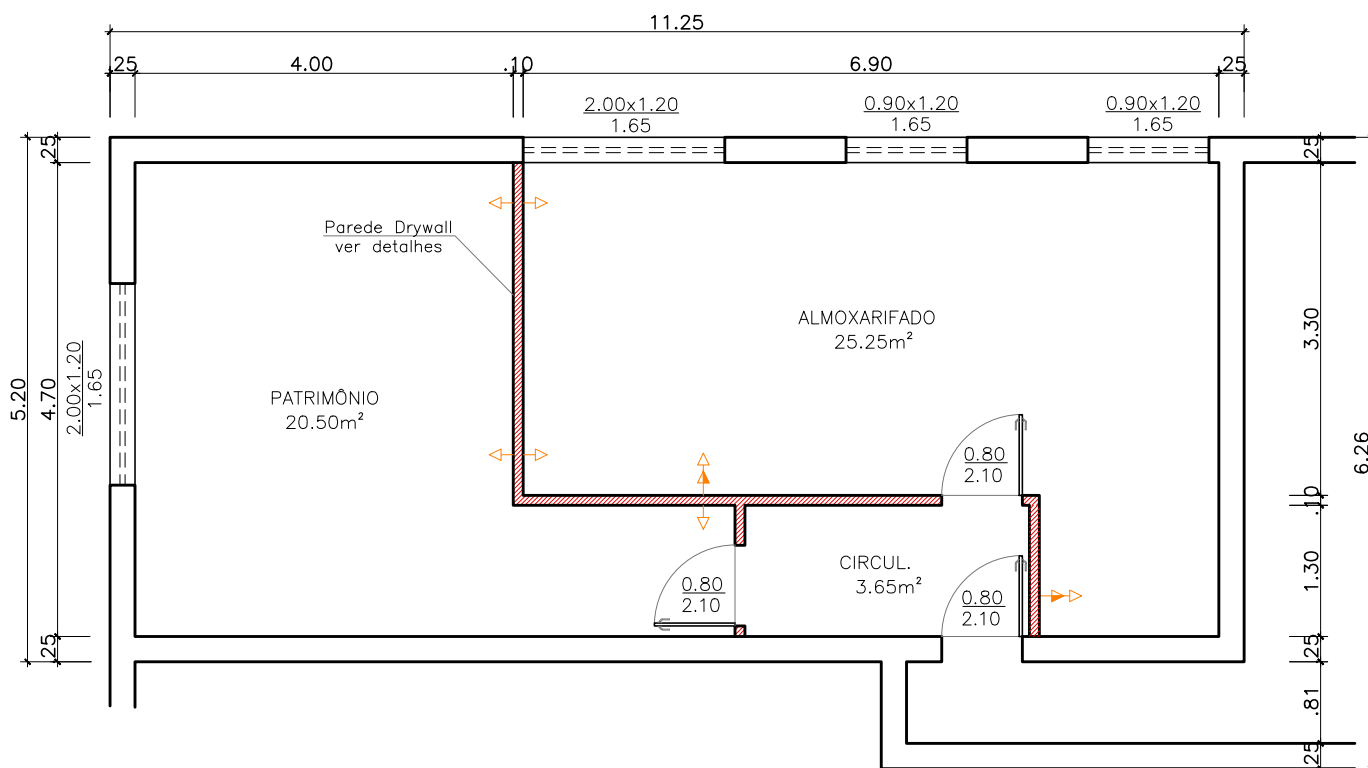 11.25
.25
4.00
.10
6.90
.25
2.00x1.20
1.65
0.90x1.20
1.65
0.90x1.20
1.65
.25
.25
Parede Drywall
ver detalhes
ALMOXARIFADO
25.25m²
3.30
PATRIMÔNIO
20.50m²
5.20
4.70
2.00x1.20
1.65
6.26
0.80
2.10
.10
CIRCUL.
3.65m²
1.30
0.80
2.10
0.80
2.10
.25
.25
.81
.25